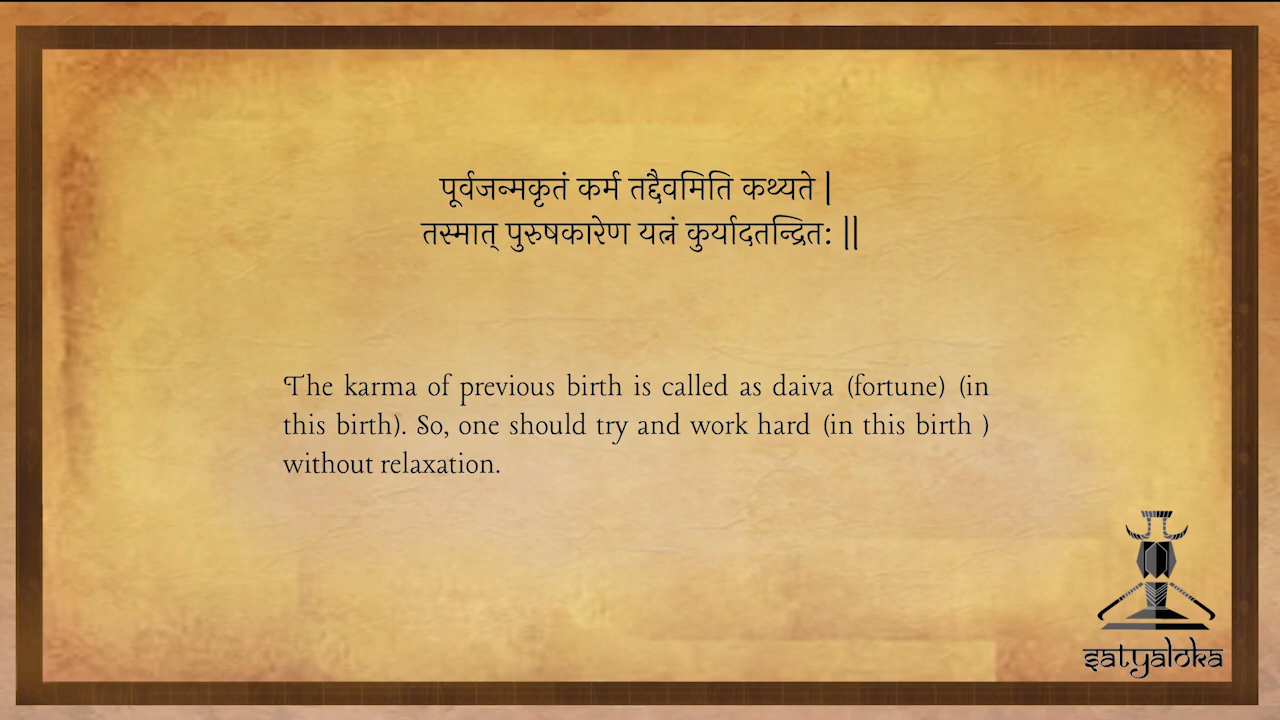 पूर्वजन्मकृतं कर्म तद्दैवमिति कथ्यते |
तस्मात् पुरुषकारेण यत्नं कुर्यादतन्द्रित: ||
The karma of previous birth is called as daiva (fortune) (in
this birth). So, one should try and work hard (in this birth )
without relaxation.
satyaloka